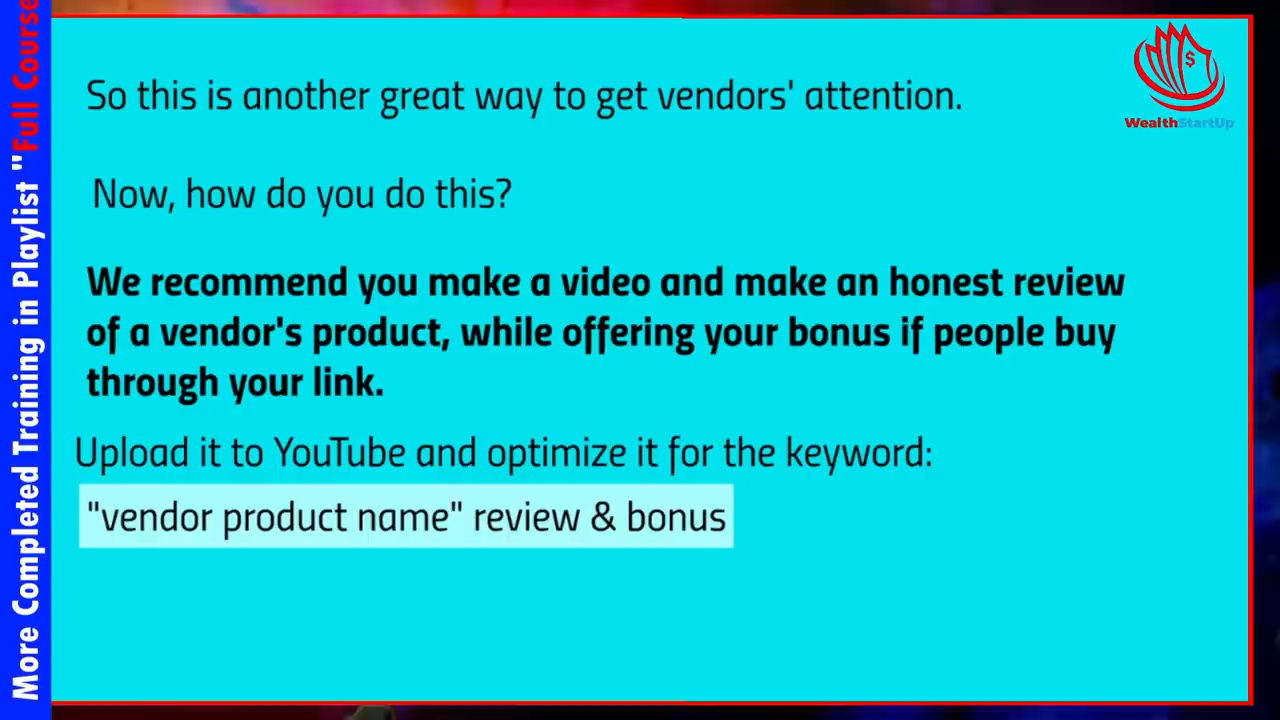 So this is another great way to get vendors' attention.
Now, how do you do this?
We recommend you make a video and make an honest review
of a vendor's product, while offering your bonus if people buy
through your link.
Upload it to YouTube and optimize it for the keyword:
"vendor product name" review & bonus
$
WealthStartUp
More Completed Training in Playlist "Full Course